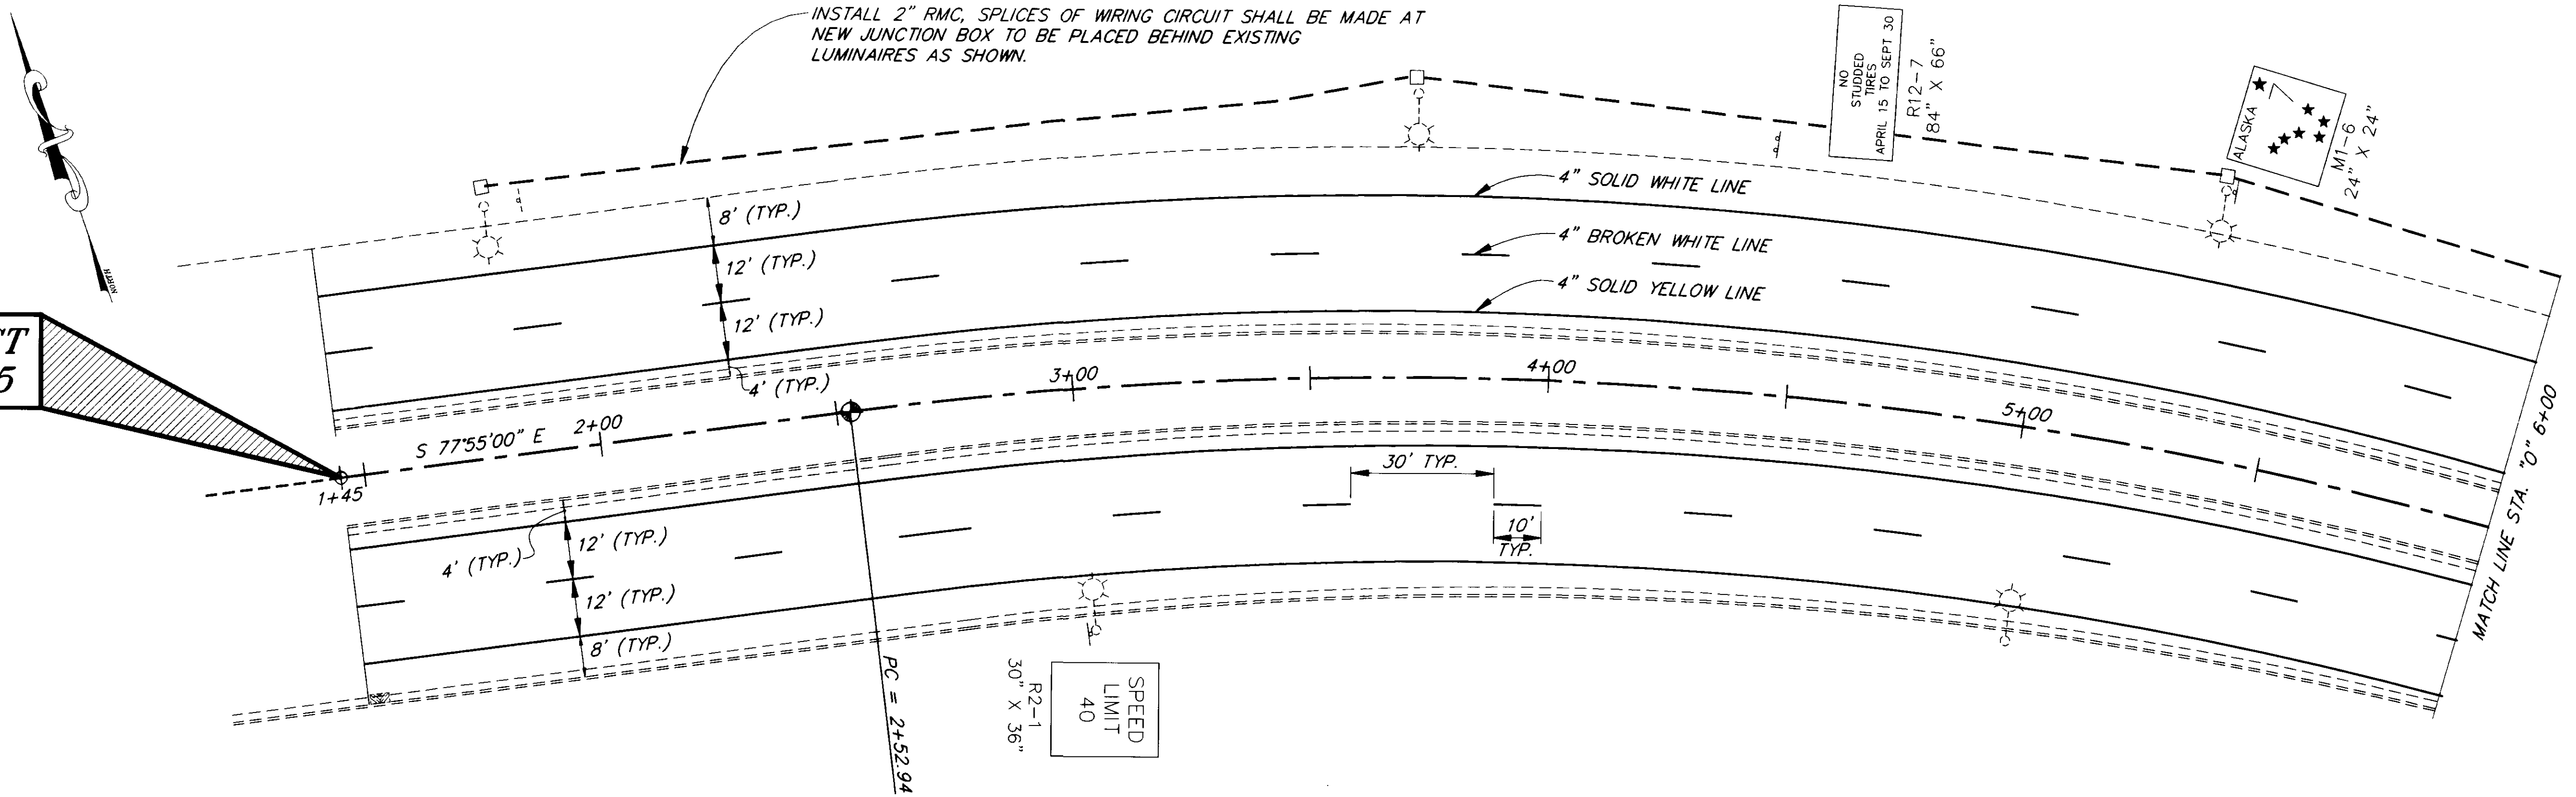 INSTALL 2" RMC, SPLICES OF WIRING CIRCUIT SHALL BE MADE AT
NEW JUNCTION BOX TO BE PLACED BEHIND EXISTING
LUMINAIRES AS SHOWN.
NO
STUDDED
TIRES
APRIL 15 TO SEPT 30
R12-7
84" X 66"
ALASKA
7
M1-6
24" X 24"
NORTH
4" SOLID WHITE LINE
4" BROKEN WHITE LINE
4" SOLID YELLOW LINE
8' (TYP.)
12' (TYP.)
12' (TYP.)
4' (TYP.)
5
S 77°55'00" E
1+45
2+00
3+00
4+00
5+00
MATCH LINE STA. "O" 6+00
30' TYP.
10'
TYP.
4' (TYP.)
12' (TYP.)
12' (TYP.)
8' (TYP.)
PC = 2+52.94
SPEED
LIMIT
40
R2-1
30" X 36"